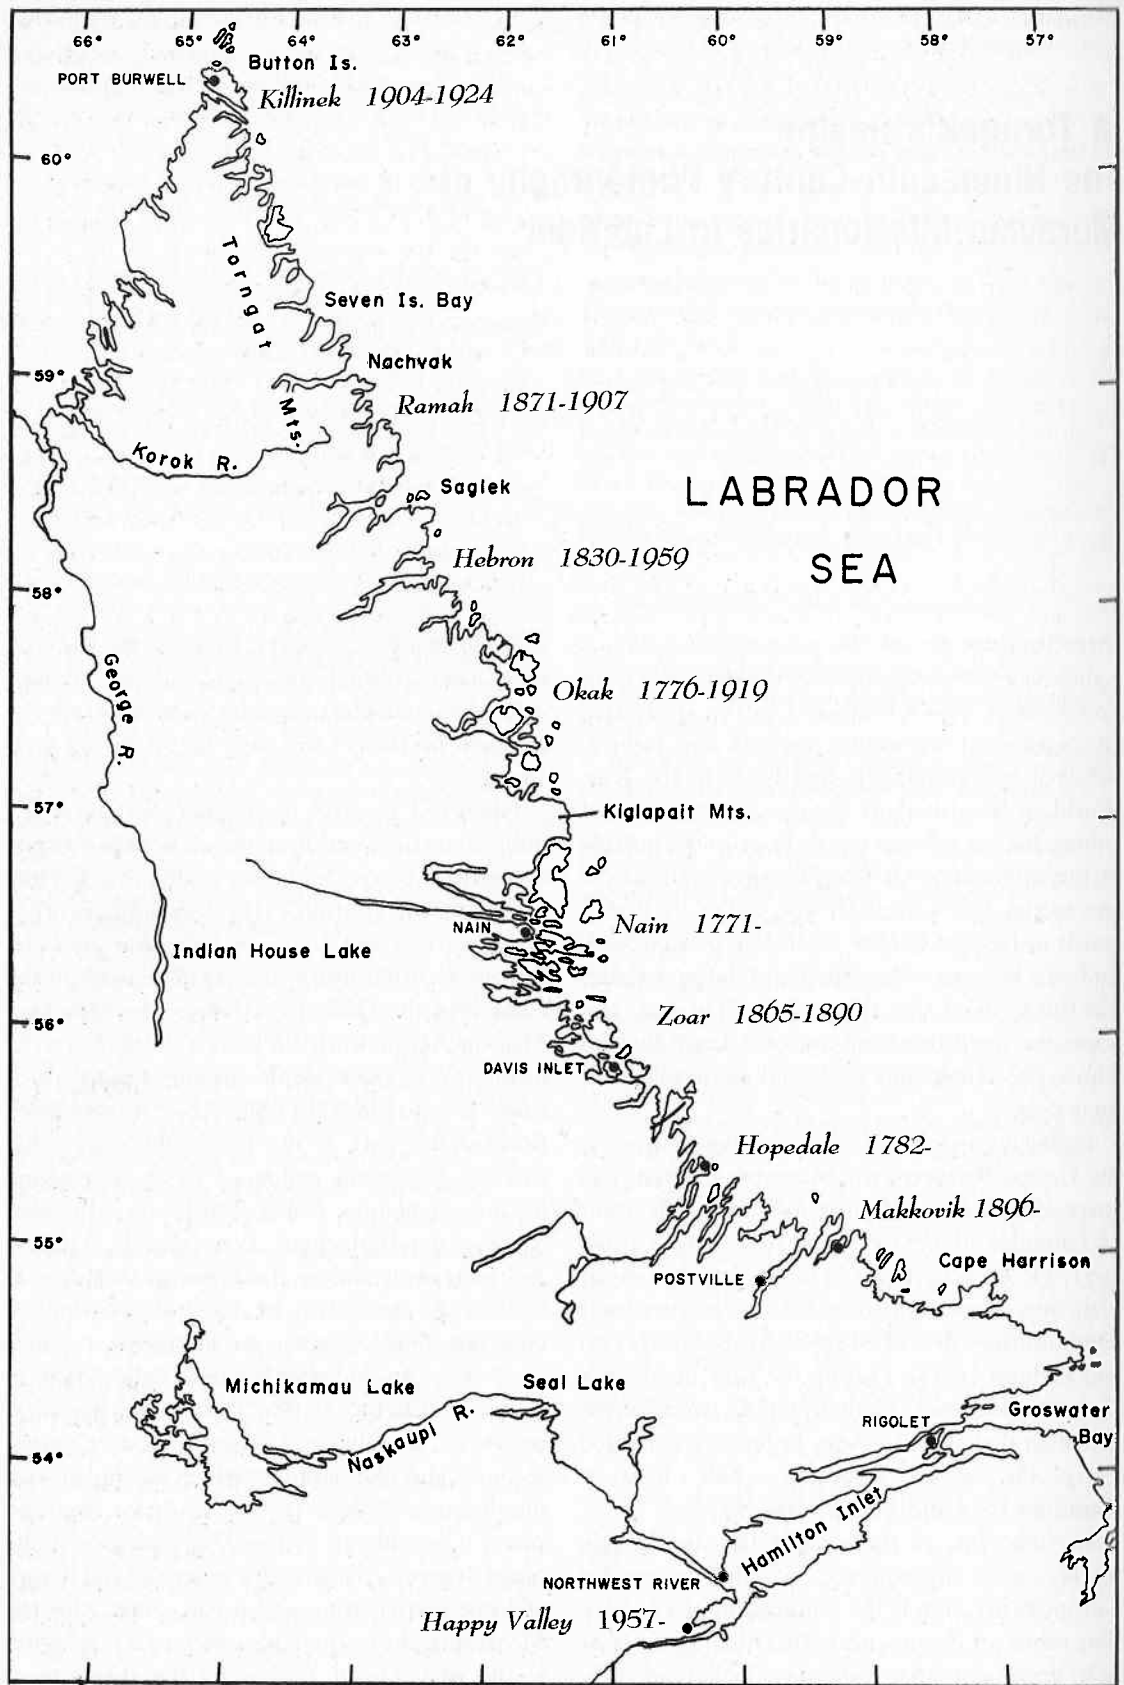 66° 65° 64° 63° 62° 61° 60° 59° 58° 57°
Button Is.
PORT BURWELL
Killinek 1904-1924
60°
Torngat Mts.
Seven Is. Bay
Nachvak
59°
Ramah 1871-1907
Korok R.
Saglek
LABRADOR
SEA
Hebron 1830-1959
58°
George R.
Okak 1776-1919
57°
Kiglapait Mts.
NAIN
Nain 1771-
Indian House Lake
Zoar 1865-1890
56°
DAVIS INLET
Hopedale 1782-
Makkovik 1896-
55°
Cape Harrison
POSTVILLE
Michikamau Lake
Seal Lake
Naskaupi R.
RIGOLET
Groswater
Bay
54°
Hamilton Inlet
NORTHWEST RIVER
Happy Valley 1957-